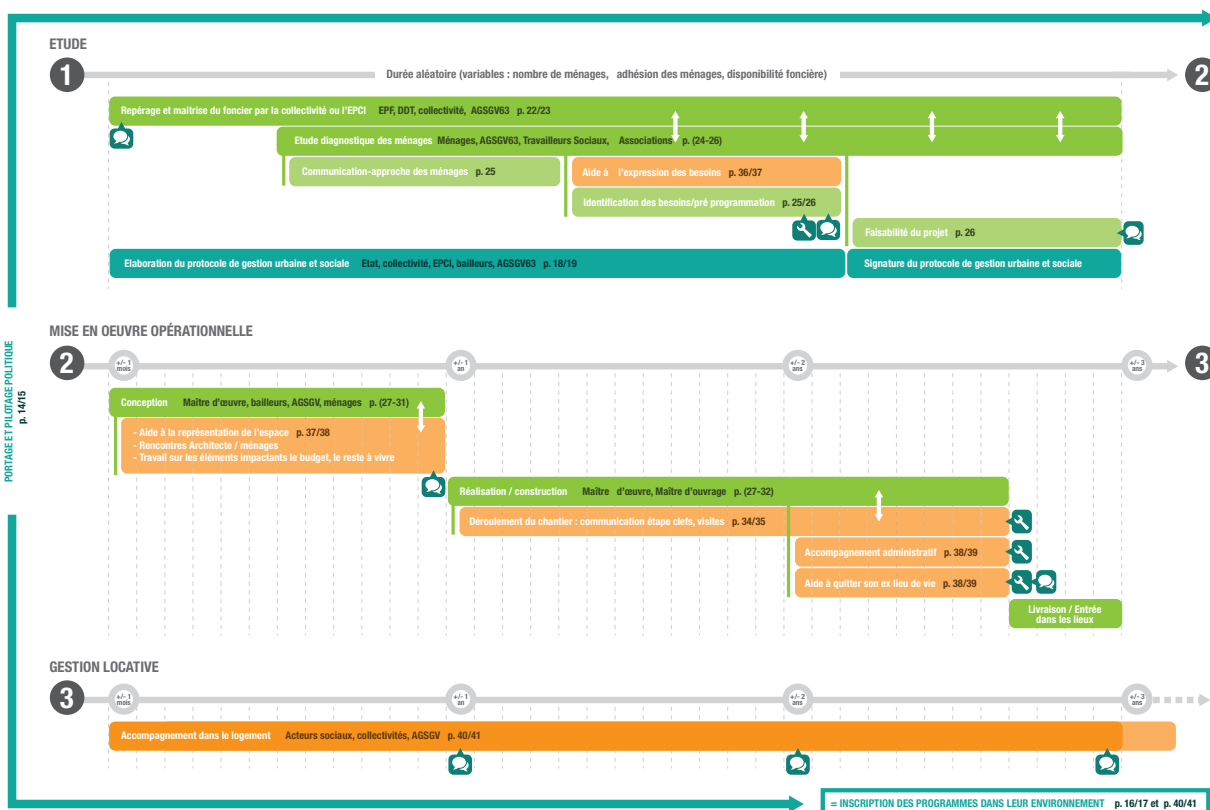 ETUDE
1
Durée aléatoire (variables : nombre de ménages, adhésion des ménages, disponibilité foncière)
2
Repérage et maitrise du foncier par la collectivité ou l'EPCI EPF, DDT, collectivité, AGSGV63 p. 22/23
Etude diagnostique des ménages Ménages, AGSGV63, Travailleurs Sociaux, Associations p. (24-26)
Communication-approche des ménages p. 25
Aide à l'expression des besoins p. 36/37
Identification des besoins/pré programmation p. 25/26
Faisabilité du projet p. 26
Elaboration du protocole de gestion urbaine et sociale Etat, collectivité, EPCI, bailleurs, AGSGV63 p. 18/19
Signature du protocole de gestion urbaine et sociale
PORTAGE ET PILOTAGE POLITIQUE
p. 14/15
MISE EN OEUVRE OPÉRATIONNELLE
2
+/- 1
mois
+/- 1
an
+/- 2
ans
+/- 3
ans
3
Conception Maître d'œuvre, bailleurs, AGSGV, ménages p. (27-31)
- Aide à la représentation de l'espace p. 37/38
- Rencontres Architecte / ménages
- Travail sur les éléments impactants le budget, le reste à vivre
Réalisation / construction Maître d'œuvre, Maître d'ouvrage p. (27-32)
Déroulement du chantier : communication étape clefs, visites p. 34/35
Accompagnement administratif p. 38/39
Aide à quitter son ex lieu de vie p. 38/39
Livraison / Entrée
dans les lieux
GESTION LOCATIVE
3
+/- 1
mois
+/- 1
an
+/- 2
ans
+/- 3
ans
Accompagnement dans le logement Acteurs sociaux, collectivités, AGSGV p. 40/41
= INSCRIPTION DES PROGRAMMES DANS LEUR ENVIRONNEMENT p. 16/17 et p. 40/41